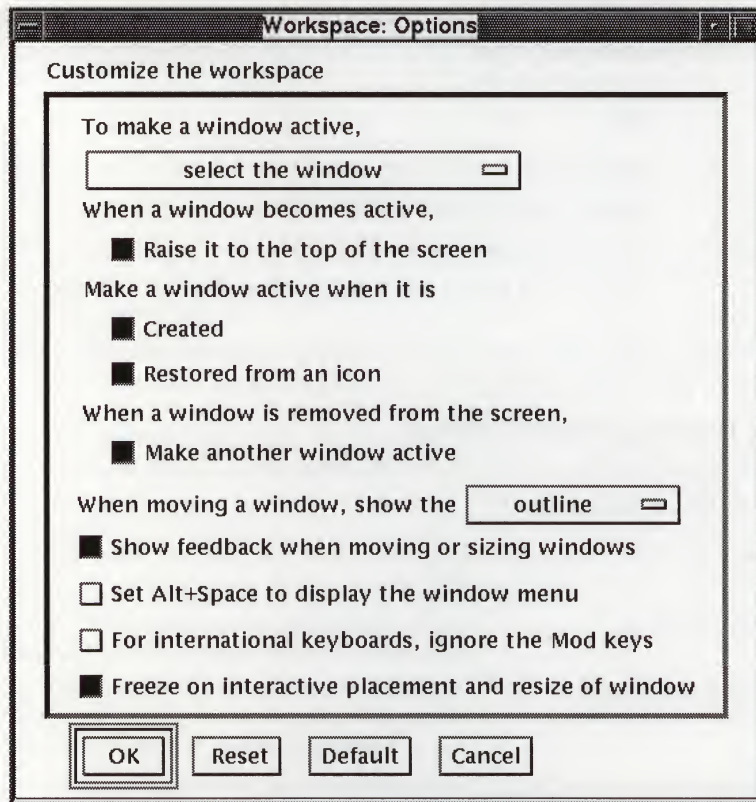 Workspace: Options
Customize the workspace
To make a window active,
select the window
When a window becomes active,
Raise it to the top of the screen
Make a window active when it is
Created
Restored from an icon
When a window is removed from the screen,
Make another window active
When moving a window, show the outline
Show feedback when moving or sizing windows
Set Alt+Space to display the window menu
For international keyboards, ignore the Mod keys
Freeze on interactive placement and resize of window
OK Reset Default Cancel